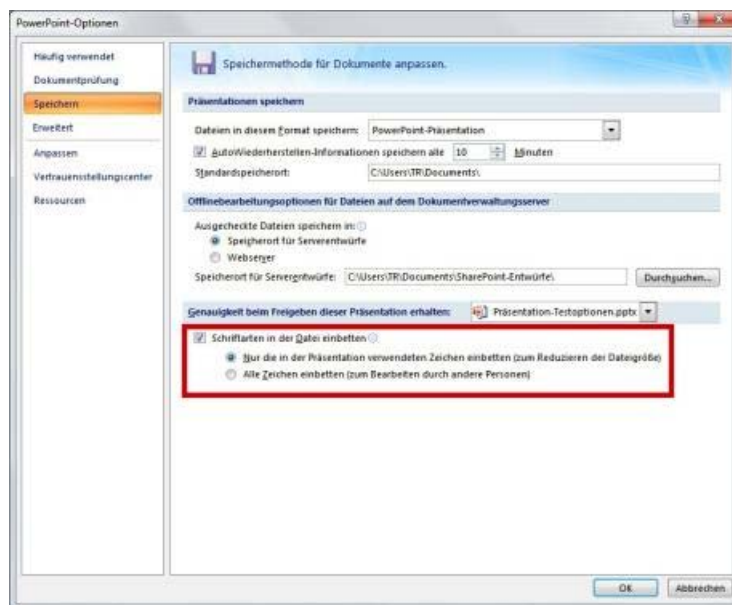 PowerPoint-Optionen
Häufig verwendet
Dokumentprüfung
Speichern
Erweitert
Anpassen
Vertrauensstellungscenter
Ressourcen
Speichermethode für Dokumente anpassen.
Präsentationen speichern
Dateien in diesem Format speichern: PowerPoint-Präsentation
AutoWiederherstellen-Informationen speichern alle 10 Minuten
Standardspeicherort: C:\Users\TR\Documents\
Offlinebearbeitungsoptionen für Dateien auf dem Dokumentverwaltungsserver
Ausgecheckte Dateien speichern in:
Speicherort für Serverentwürfe
Webserver
Speicherort für Serverentwürfe: C:\Users\TR\Documents\SharePoint-Entwürfe\ Durchsuchen...
Genauigkeit beim Freigeben dieser Präsentation erhalten: Präsentation-Testoptionen.pptx
Schriftarten in der Datei einbetten
Nur die in der Präsentation verwendeten Zeichen einbetten (zum Reduzieren der Dateigröße)
Alle Zeichen einbetten (zum Bearbeiten durch andere Personen)
OK Abbrechen